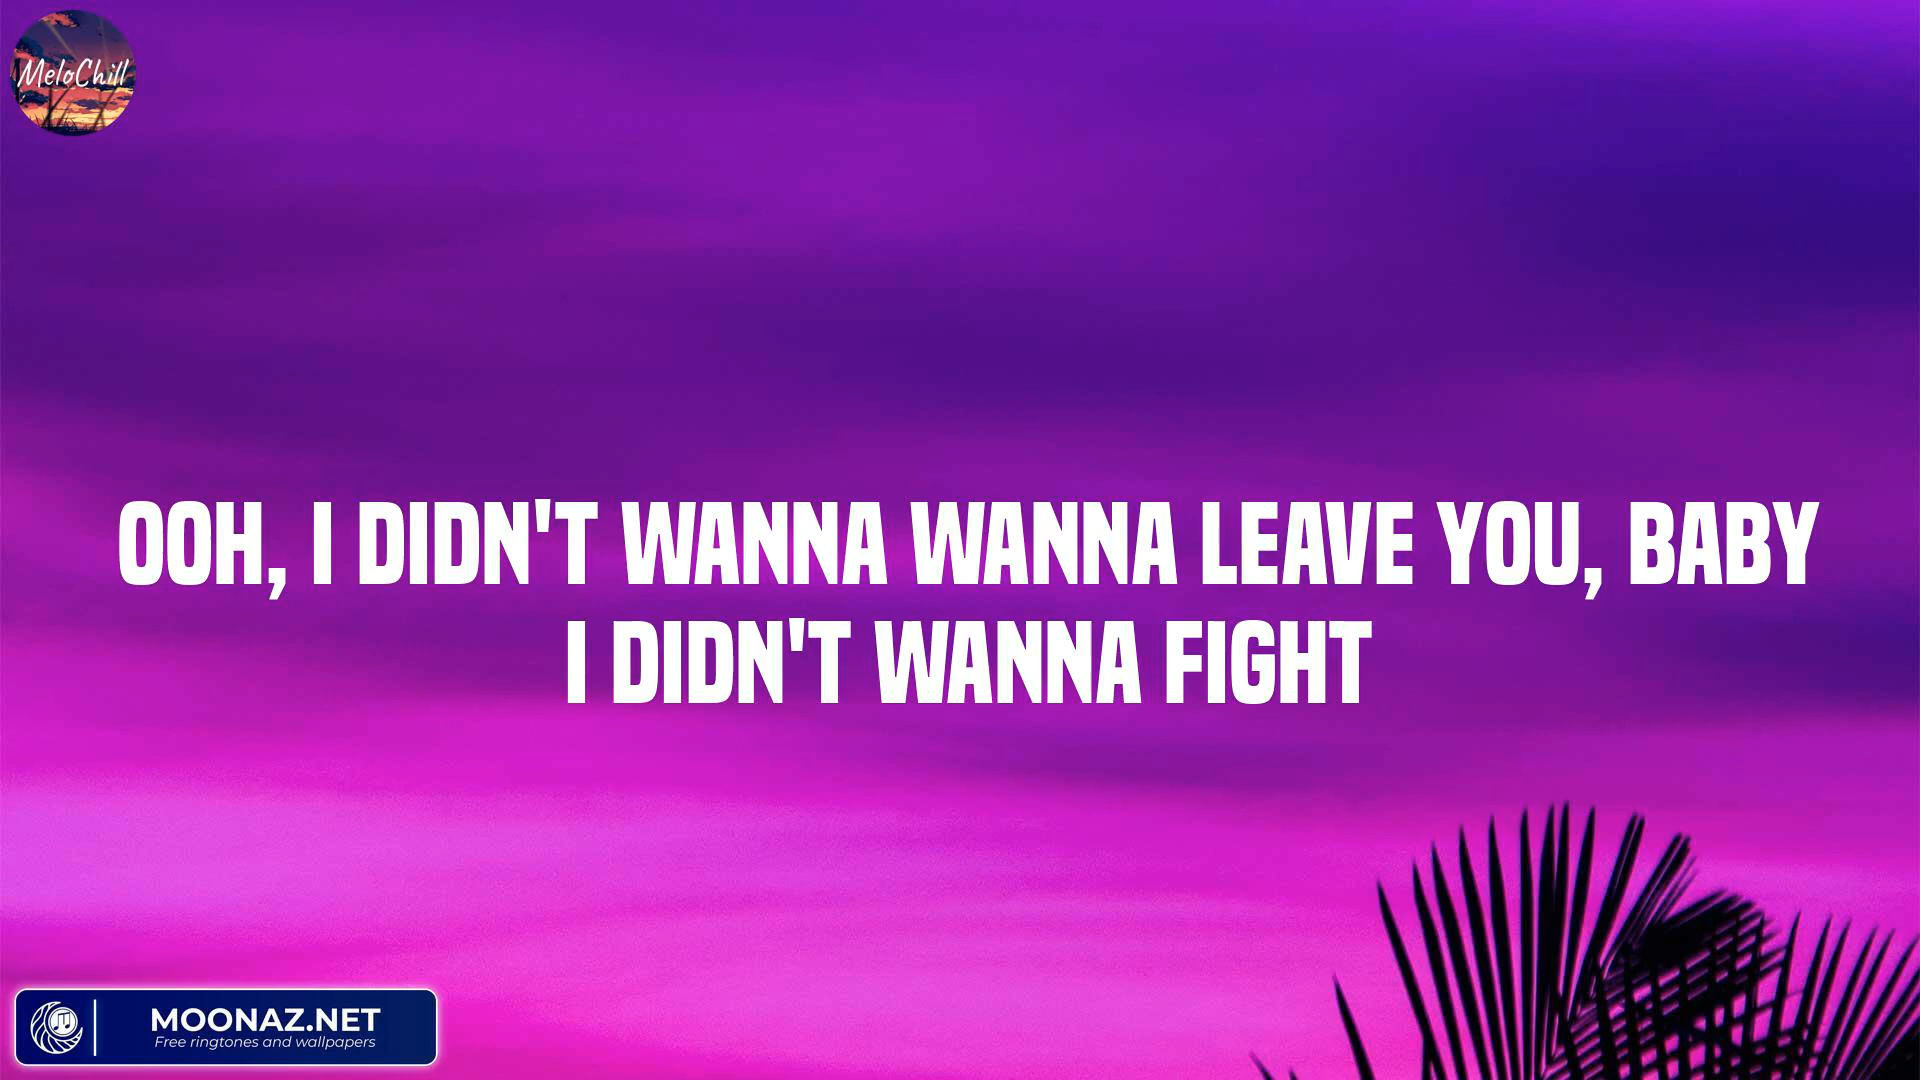 MeloChill
OOH, I DIDN'T WANNA WANNA LEAVE YOU, BABY
I DIDN'T WANNA FIGHT
MOONAZ.NET
Free ringtones and wallpapers